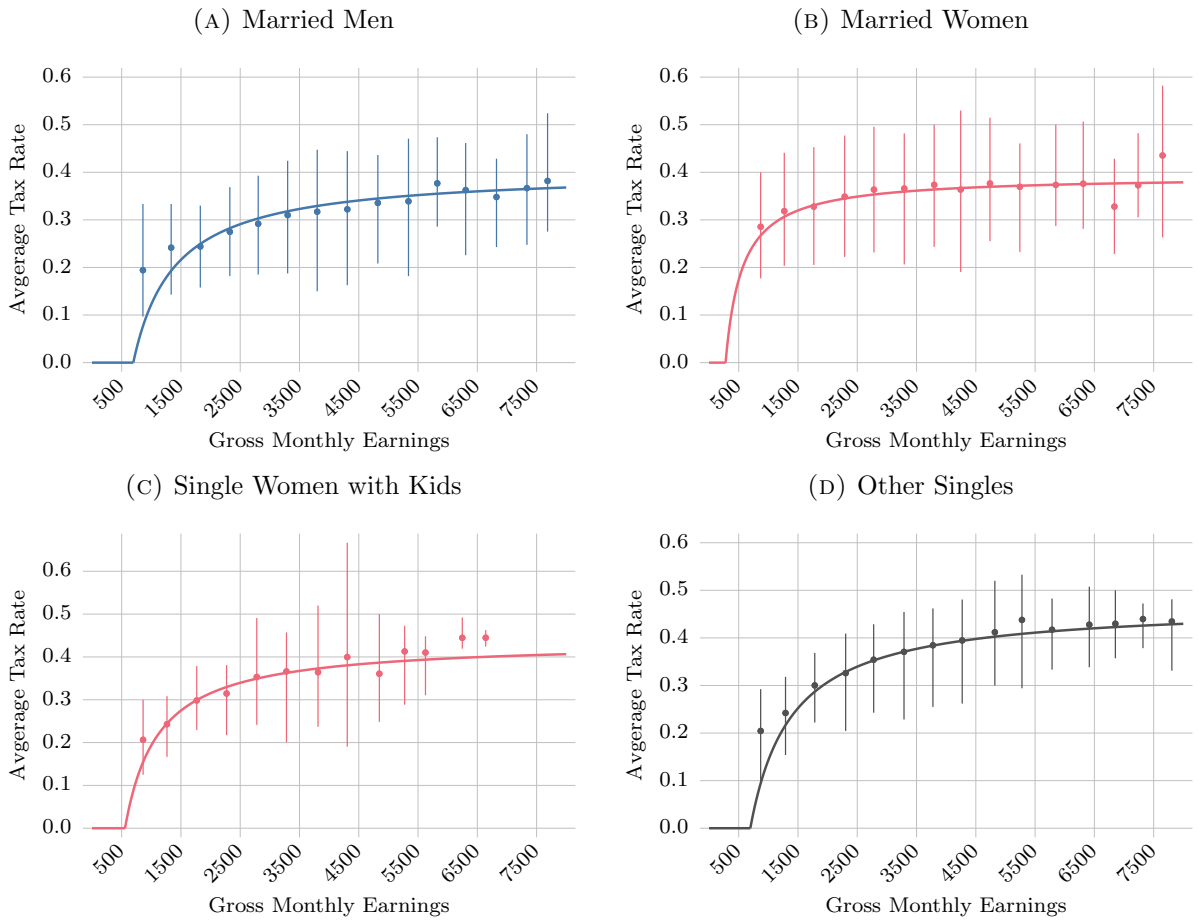 (A) Married Men
0.6
0.5
0.4
0.3
0.2
0.1
0.0
Avgerage Tax Rate
500 1500 2500 3500 4500 5500 6500 7500
Gross Monthly Earnings
(B) Married Women
0.6
0.5
0.4
0.3
0.2
0.1
0.0
Avgerage Tax Rate
500 1500 2500 3500 4500 5500 6500 7500
Gross Monthly Earnings
(C) Single Women with Kids
0.6
0.5
0.4
0.3
0.2
0.1
0.0
Avgerage Tax Rate
500 1500 2500 3500 4500 5500 6500 7500
Gross Monthly Earnings
(D) Other Singles
0.6
0.5
0.4
0.3
0.2
0.1
0.0
Avgerage Tax Rate
500 1500 2500 3500 4500 5500 6500 7500
Gross Monthly Earnings